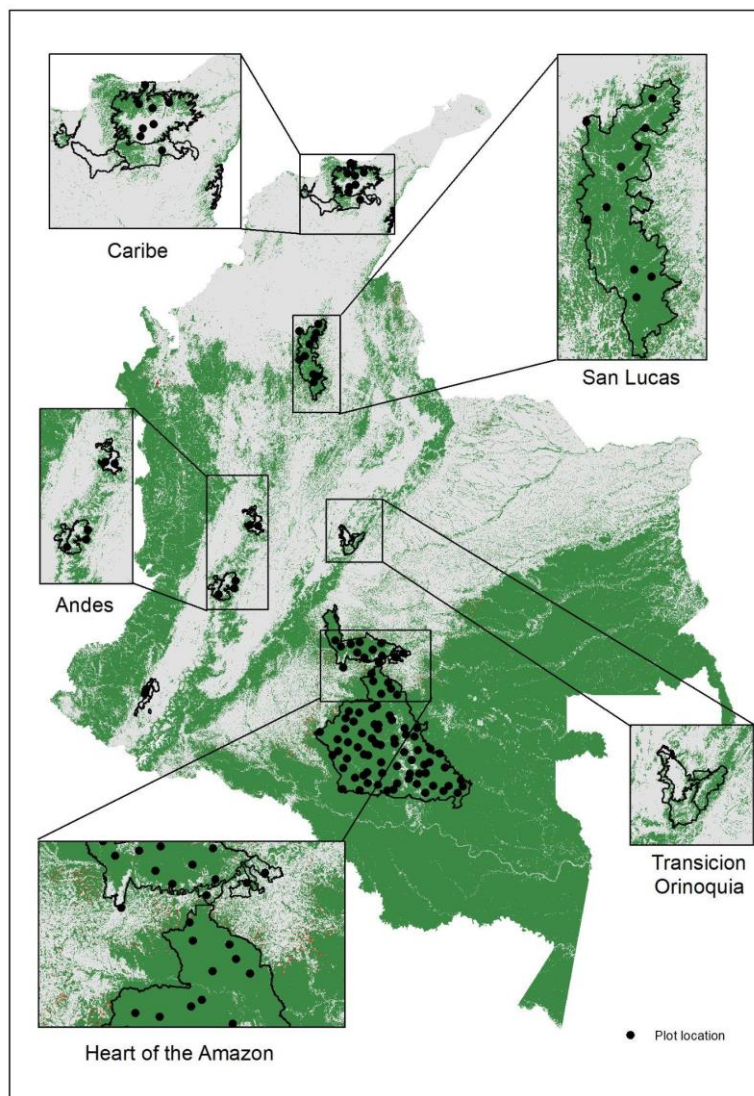 Caribe
San Lucas
Andes
Transicion
Orinoquia
Heart of the Amazon
Plot location